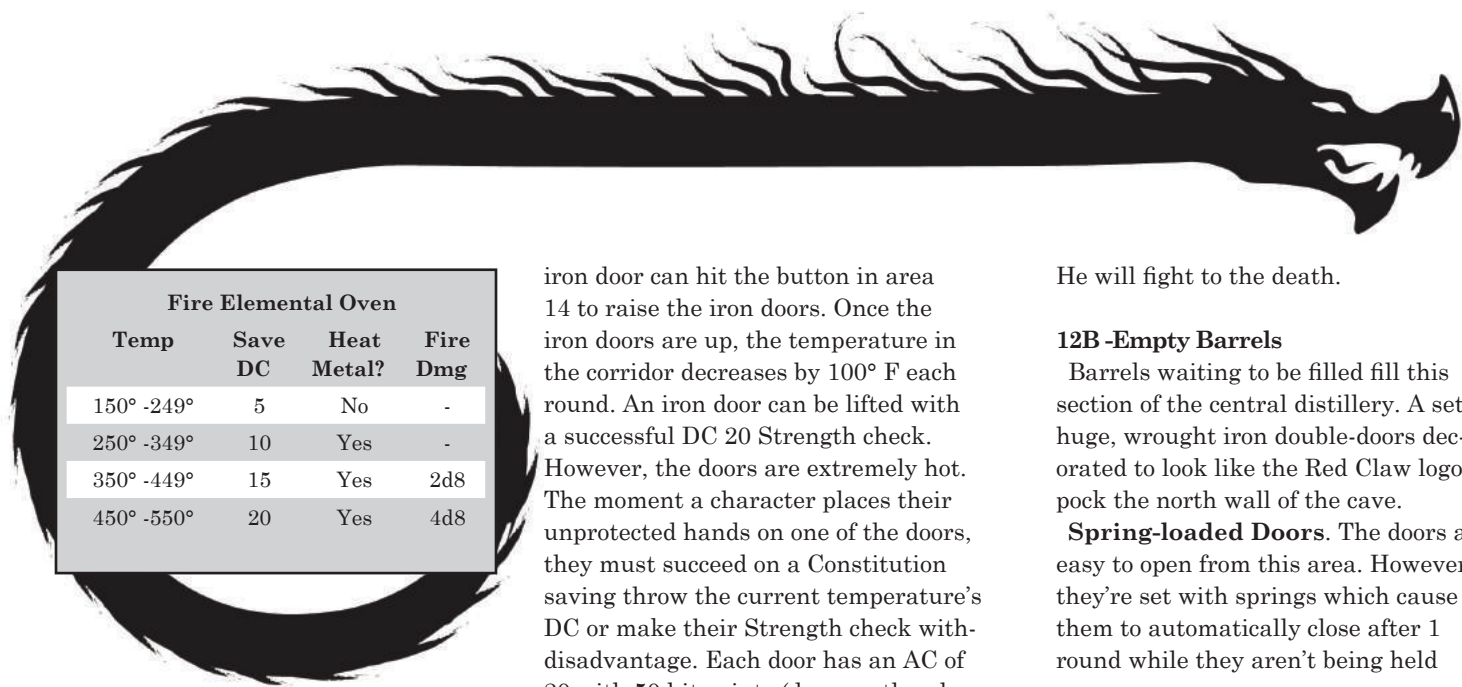 Fire Elemental Oven
Temp Save DC Heat Metal? Fire Dmg
150° -249° 5 No -
250° -349° 10 Yes -
350° -449° 15 Yes 2d8
450° -550° 20 Yes 4d8
iron door can hit the button in area
14 to raise the iron doors. Once the
iron doors are up, the temperature in
the corridor decreases by 100° F each
round. An iron door can be lifted with
a successful DC 20 Strength check.
However, the doors are extremely hot.
The moment a character places their
unprotected hands on one of the doors,
they must succeed on a Constitution
saving throw the current temperature's
DC or make their Strength check with-
disadvantage. Each door has an AC of
He will fight to the death.
12B -Empty Barrels
Barrels waiting to be filled fill this
section of the central distillery. A set
huge, wrought iron double-doors dec-
orated to look like the Red Claw logo
pock the north wall of the cave.
Spring-loaded Doors. The doors a
easy to open from this area. However
they're set with springs which cause
them to automatically close after 1
round while they aren't being held